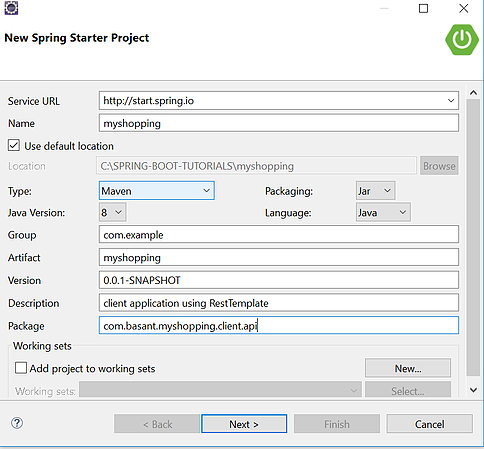 New Spring Starter Project
Service URL http://start.spring.io
Name myshopping
Use default location
Location C:\SPRING-BOOT-TUTORIALS\myshopping Browse
Type: Maven Packaging: Jar
Java Version: 8 Language: Java
Group com.example
Artifact myshopping
Version 0.0.1-SNAPSHOT
Description client application using RestTemplate
Package com.basant.myshopping.client.api
Working sets
Add project to working sets New...
Working sets: Select...
? < Back Next > Finish Cancel